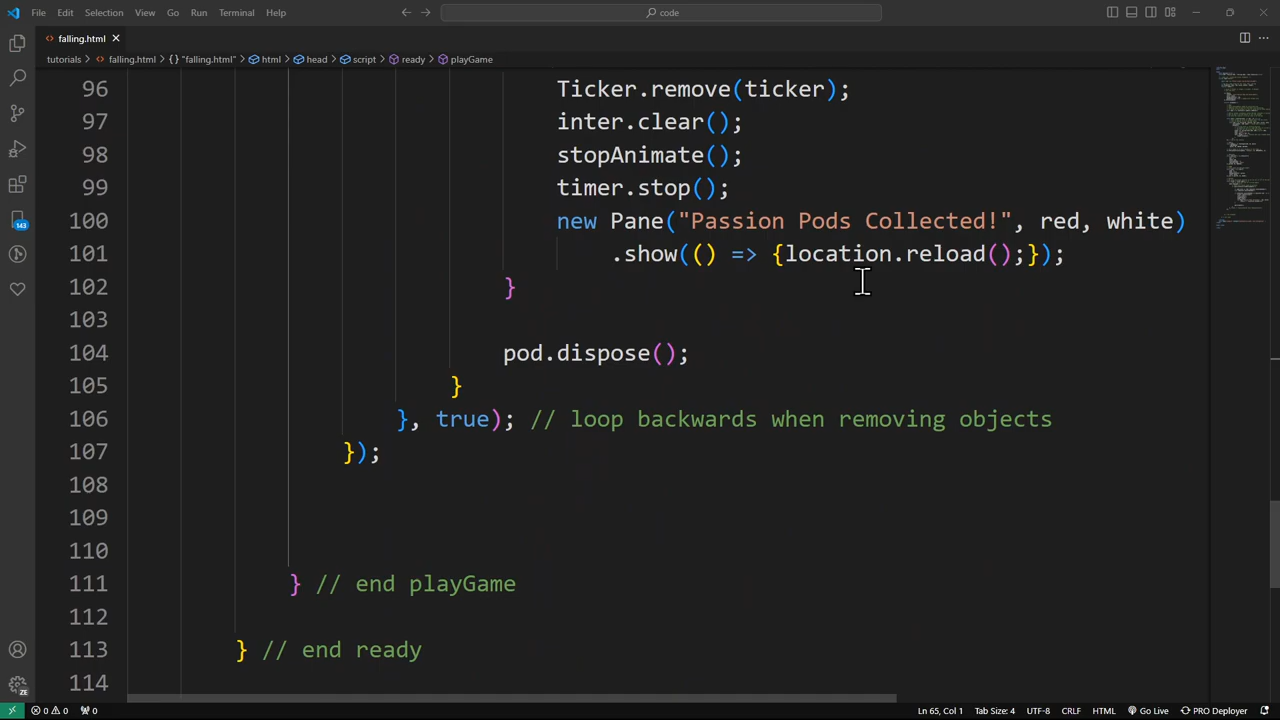 File Edit Selection View Go Run Terminal Help
code
falling.html
tutorials > falling.html > {} "falling.html" > html > head > script > ready > playGame
96 Ticker.remove(ticker);
97 inter.clear();
98 stopAnimate();
99 timer.stop();
100 new Pane("Passion Pods Collected!", red, white)
101 .show(() => {location.reload();});
102 }
103
104 pod.dispose();
105 }
106 }, true); // loop backwards when removing objects
107 });
108
109
110
111 } // end playGame
112
113 } // end ready
114
143
ZE
0 0 0 Ln 65, Col 1 Tab Size: 4 UTF-8 CRLF HTML Go Live PRO Deployer